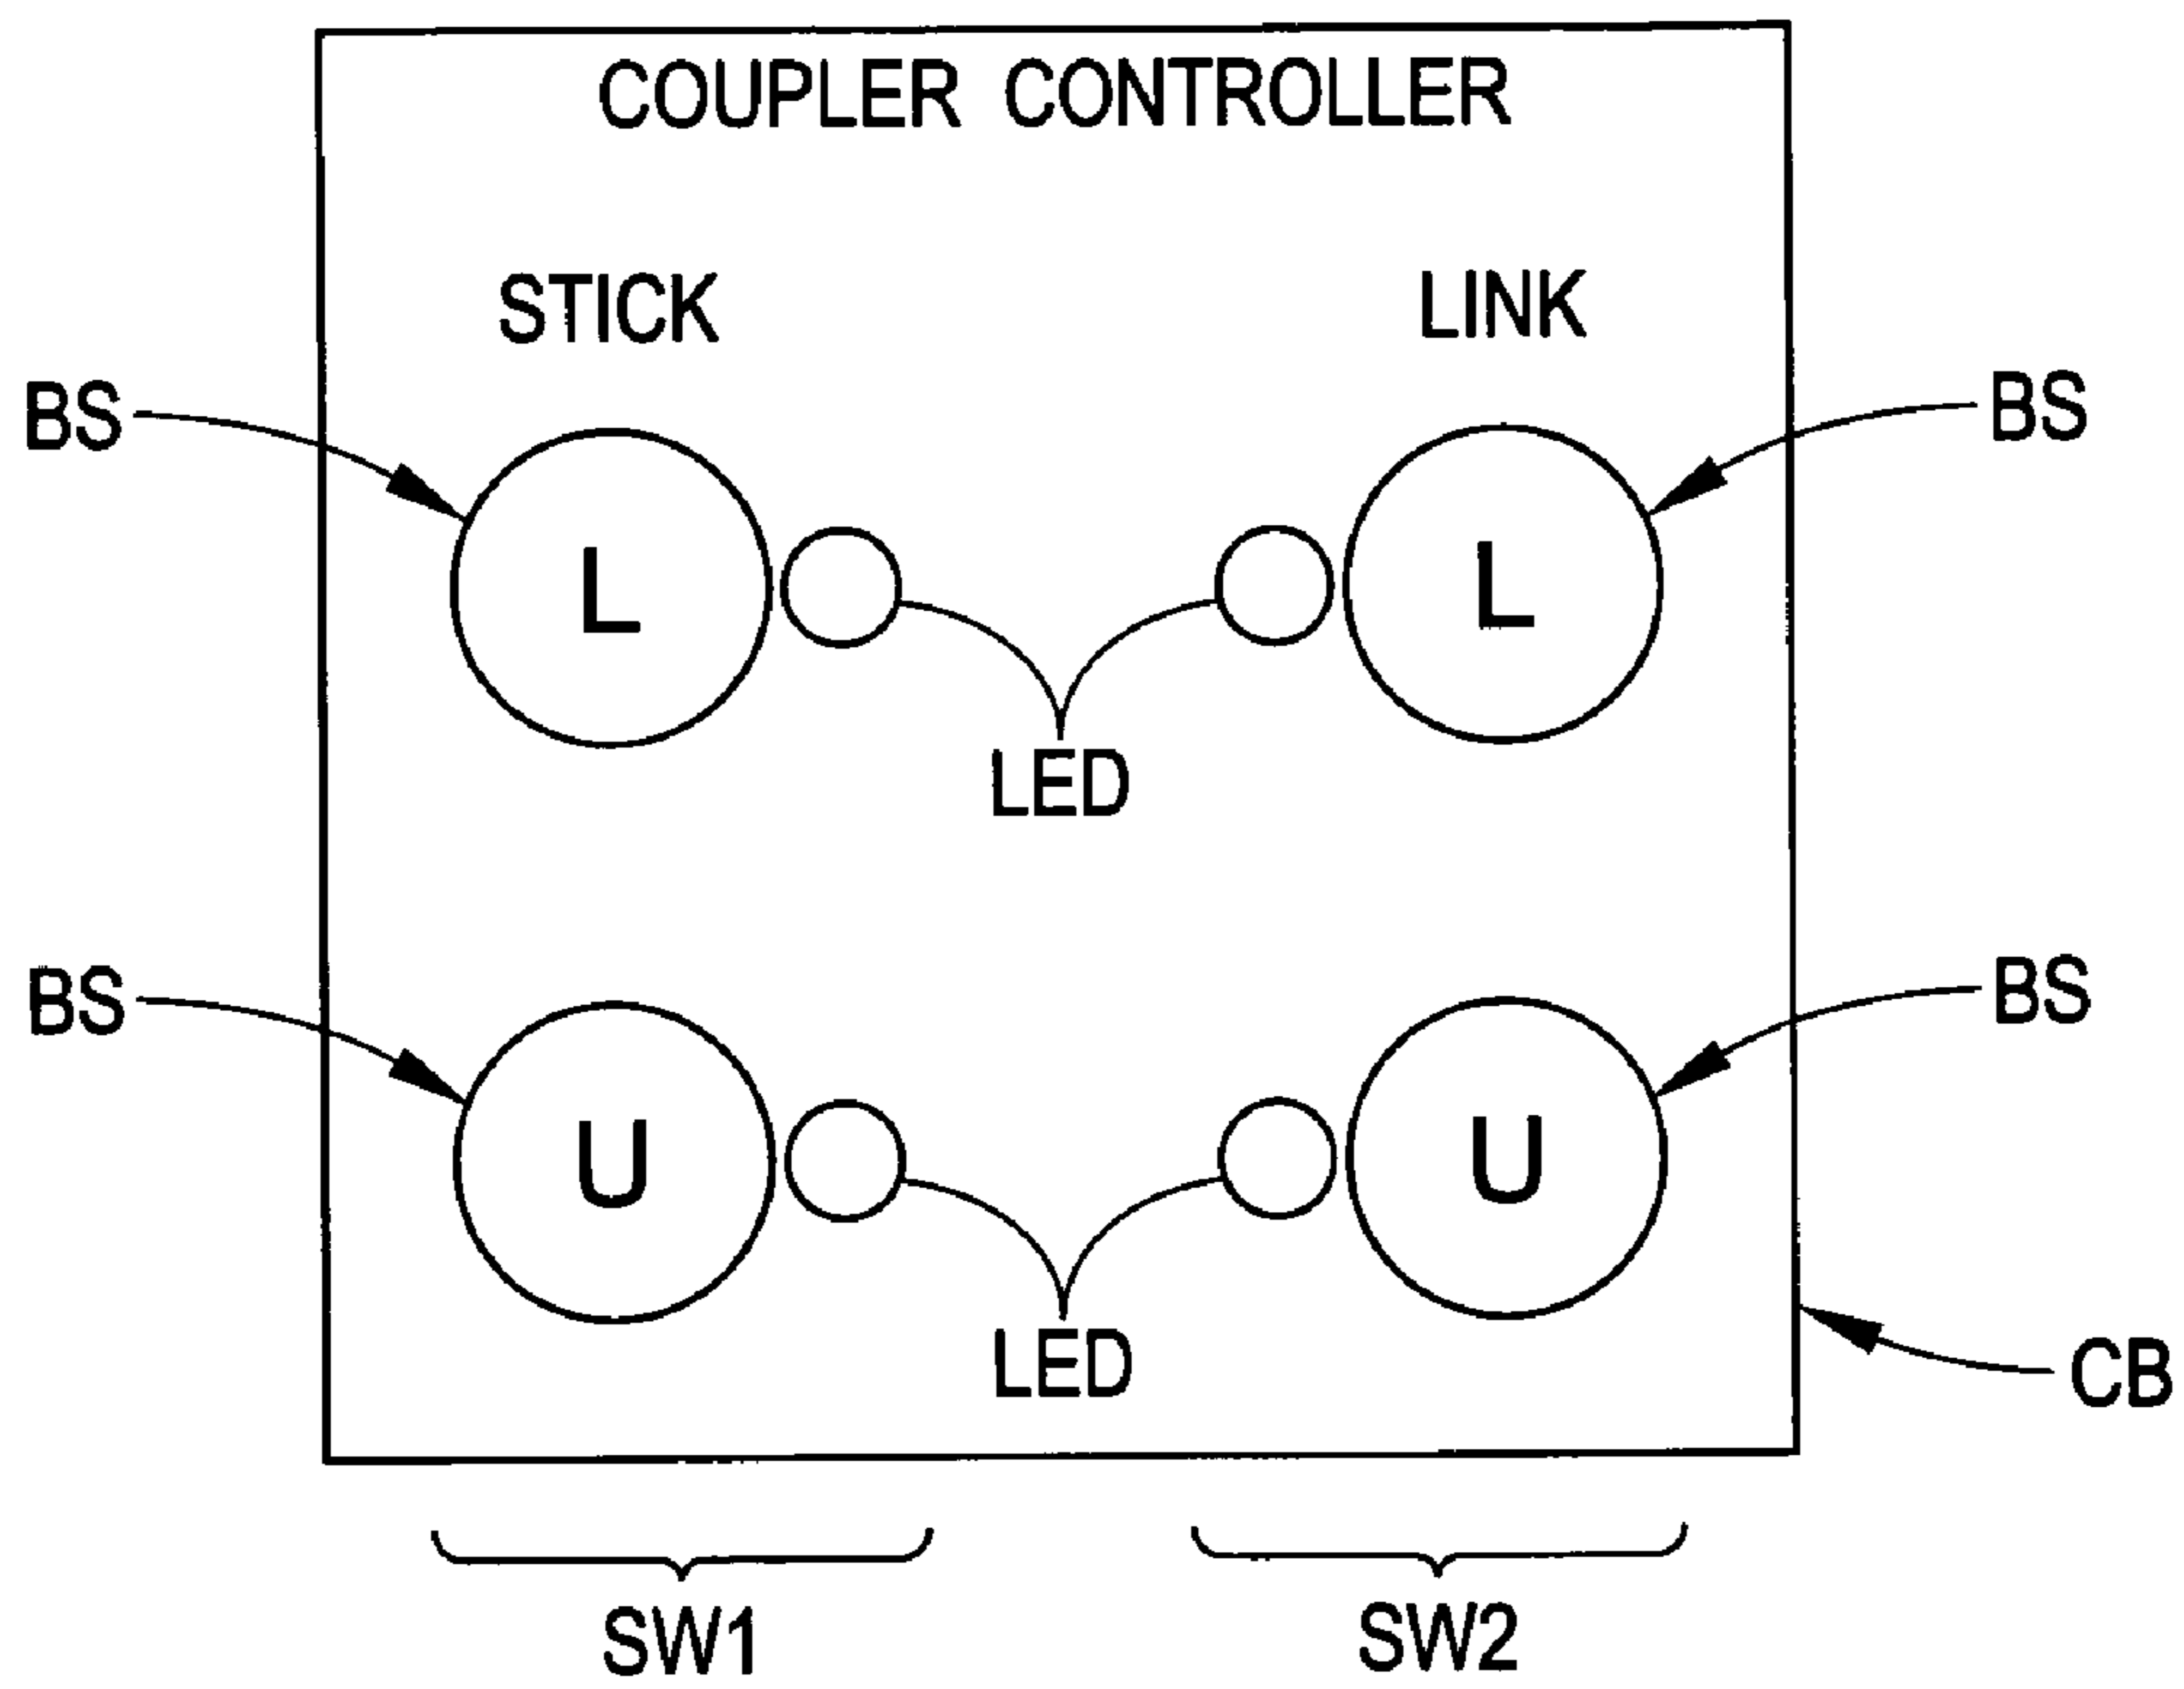 COUPLER CONTROLLER
STICK LINK
BS BS
L L
LED
BS BS
U U
LED
CB
SW1 SW2